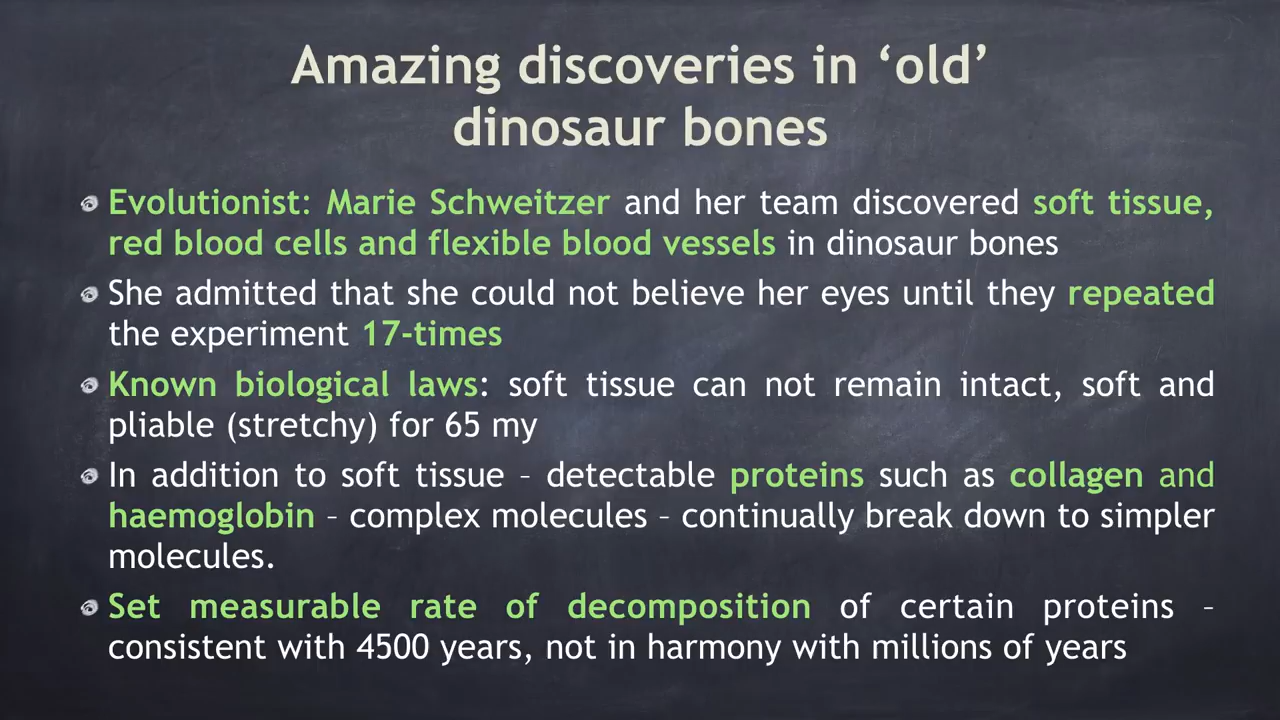 Amazing discoveries in ‘old’
dinosaur bones
Evolutionist: Marie Schweitzer and her team discovered soft tissue,
red blood cells and flexible blood vessels in dinosaur bones
She admitted that she could not believe her eyes until they repeated
the experiment 17-times
Known biological laws: soft tissue can not remain intact, soft and
pliable (stretchy) for 65 my
In addition to soft tissue – detectable proteins such as collagen and
haemoglobin – complex molecules – continually break down to simpler
molecules.
Set measurable rate of decomposition of certain proteins –
consistent with 4500 years, not in harmony with millions of years